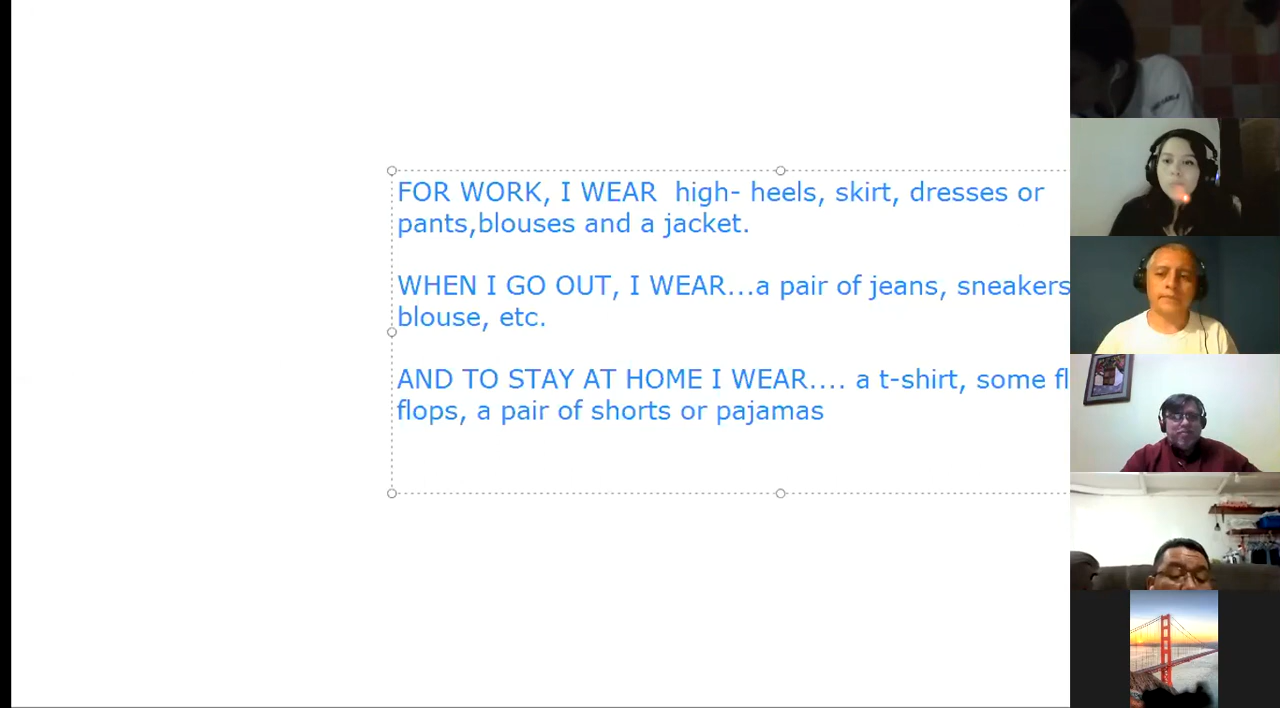 FOR WORK, I WEAR  high- heels, skirt, dresses or
pants,blouses and a jacket.
WHEN I GO OUT, I WEAR...a pair of jeans, sneakers
blouse, etc.
AND TO STAY AT HOME I WEAR.... a t-shirt, some fl
flops, a pair of shorts or pajamas